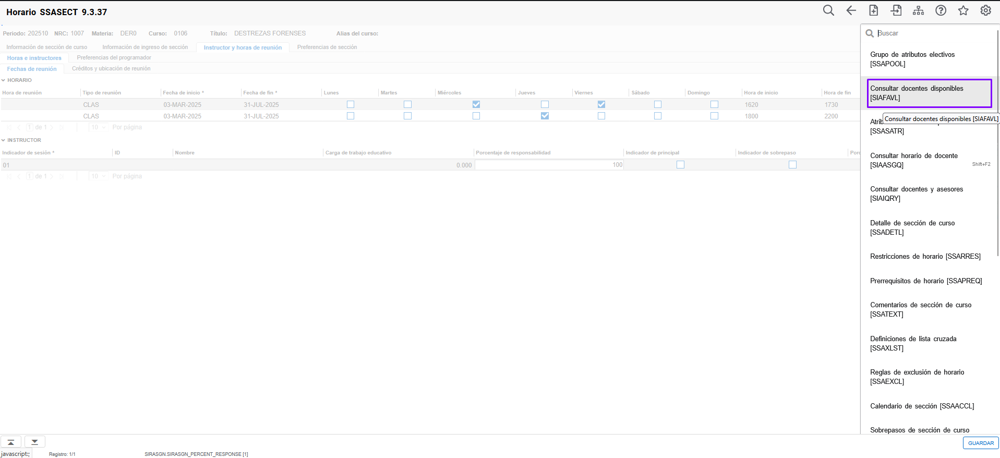 Horario SSASECT 9.3.37
Periodo: 202510 NRC: 1007 Materia: DER0 Curso: 0106 Título: DESTREZAS FORENSES Alias del curso:
Información de sección de curso Información de ingreso de sección Instructor y horas de reunión Preferencias de sección
Horas e instructores Preferencias del programador
Fechas de reunión Créditos y ubicación de reunión
HORARIO
Hora de reunión Tipo de reunión Fecha de inicio * Fecha de fin * Lunes Martes Miércoles Jueves Viernes Sábado Domingo Hora de inicio Hora de fin
CLAS 03-MAR-2025 31-JUL-2025 1620 1730
CLAS 03-MAR-2025 31-JUL-2025 1800 2200
1 de 1 10 Por página
INSTRUCTOR
Indicador de sesión * ID Nombre Carga de trabajo educativo Porcentaje de responsabilidad Indicador de principal Indicador de sobrepaso Porc
01 0.000 100
1 de 1 10 Por página
Buscar
Grupo de atributos electivos
[SSAPOOL]
Consultar docentes disponibles
[SIAFAVL]
Consultar docentes disponibles [SIAFAVL]
Atrib
[SSASATR]
Consultar horario de docente
[SIAASGQ] Shift+F2
Consultar docentes y asesores
[SIAIQRY]
Detalle de sección de curso
[SSADETL]
Restricciones de horario [SSARRES]
Prerrequisitos de horario [SSAPREQ]
Comentarios de sección de curso
[SSATEXT]
Definiciones de lista cruzada
[SSAXLST]
Reglas de exclusión de horario
[SSAEXCL]
Calendario de sección [SSAACCL]
Sobrepasos de sección de curso
GUARDAR
javascript:; Registro: 1/1 SIRASGN.SIRASGN_PERCENT_RESPONSE [1]